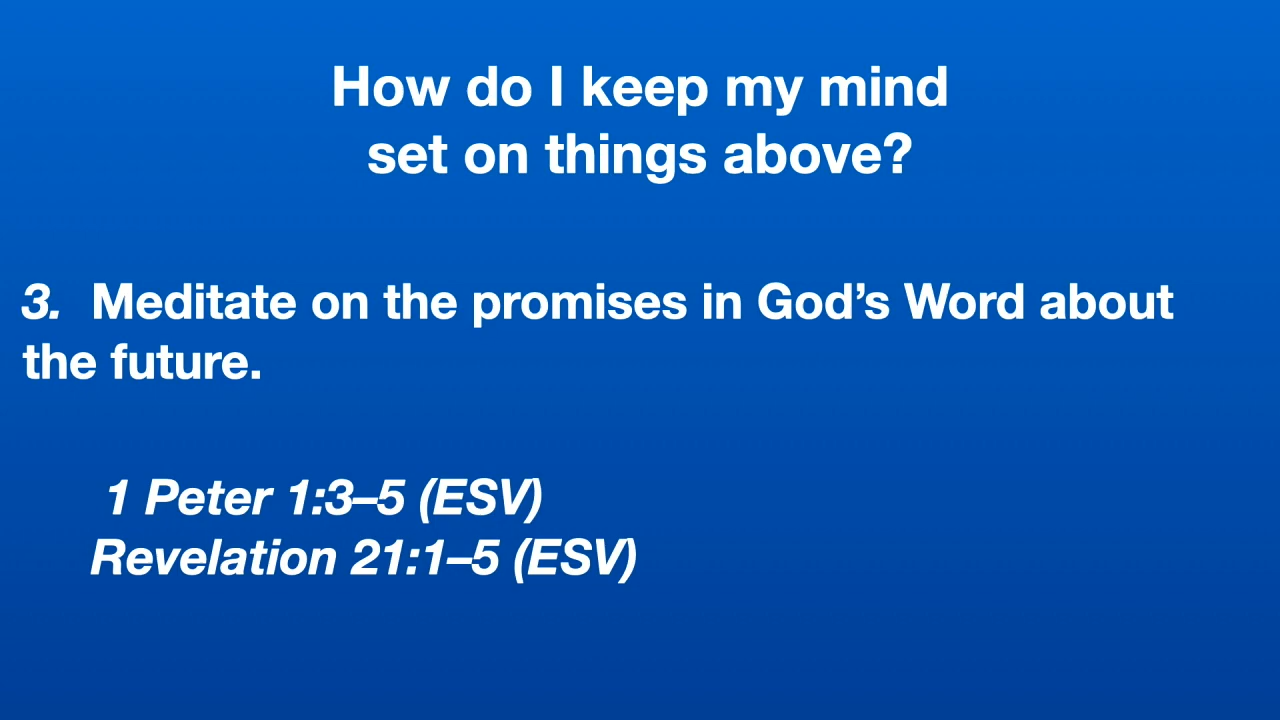 How do I keep my mind
set on things above?
3. Meditate on the promises in God’s Word about
the future.
1 Peter 1:3–5 (ESV)
Revelation 21:1–5 (ESV)